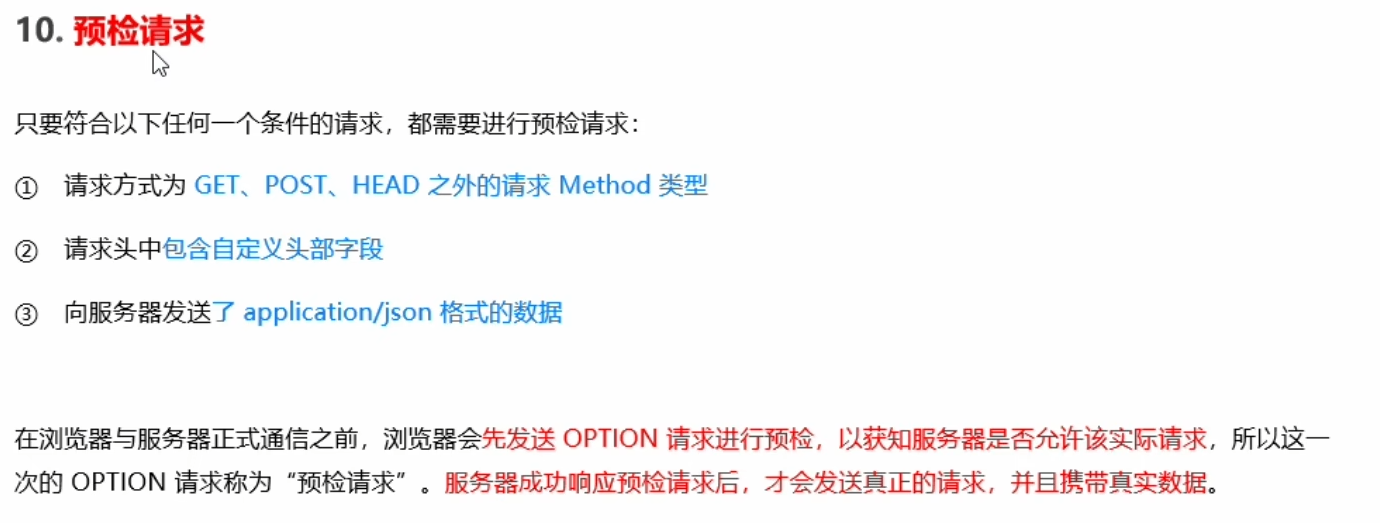 10. 预检请求
只要符合以下任何一个条件的请求，都需要进行预检请求：
① 请求方式为 GET、POST、HEAD 之外的请求 Method 类型
② 请求头中包含自定义头部字段
③ 向服务器发送了 application/json 格式的数据
在浏览器与服务器正式通信之前，浏览器会先发送 OPTION 请求进行预检，以获知服务器是否允许该实际请求，所以这一
次的 OPTION 请求称为“预检请求”。服务器成功响应预检请求后，才会发送真正的请求，并且携带真实数据。